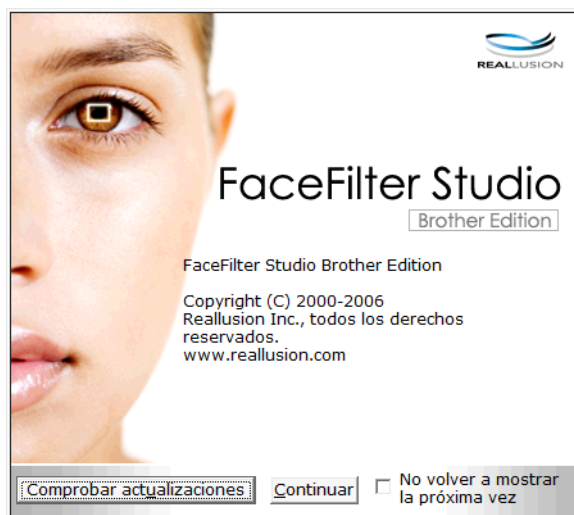 REALLUSION
FaceFilter Studio
Brother Edition
FaceFilter Studio Brother Edition
Copyright (C) 2000-2006
Reallusion Inc., todos los derechos
reservados.
www.reallusion.com
Comprobar actualizaciones
Continuar
No volver a mostrar
la próxima vez